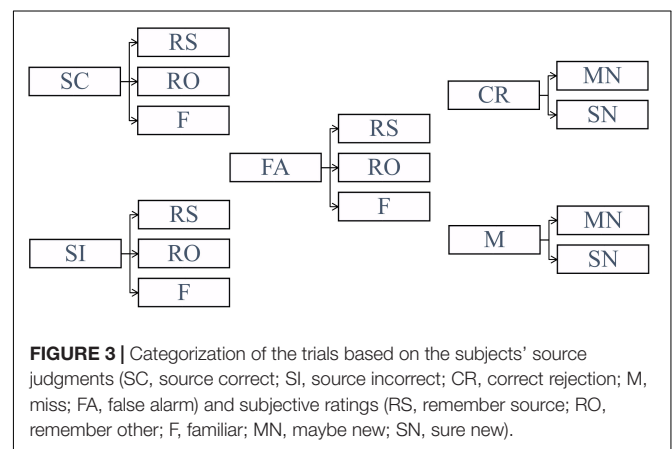 SC
RS
RO
F
SI
RS
RO
F
FA
RS
RO
F
CR
MN
SN
M
MN
SN
FIGURE 3 | Categorization of the trials based on the subjects’ source
judgments (SC, source correct; SI, source incorrect; CR, correct rejection; M,
miss; FA, false alarm) and subjective ratings (RS, remember source; RO,
remember other; F, familiar; MN, maybe new; SN, sure new).